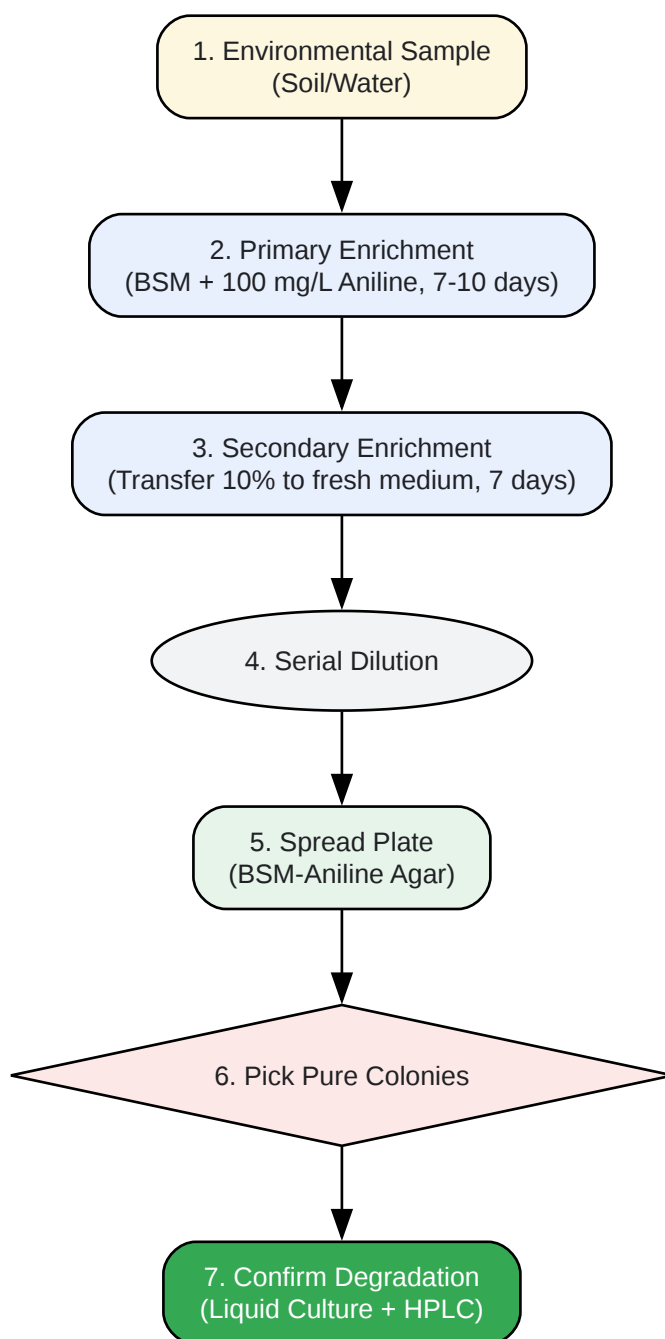 1. Environmental Sample
(Soil/Water)
2. Primary Enrichment
(BSM + 100 mg/L Aniline, 7-10 days)
3. Secondary Enrichment
(Transfer 10% to fresh medium, 7 days)
4. Serial Dilution
5. Spread Plate
(BSM-Aniline Agar)
6. Pick Pure Colonies
7. Confirm Degradation
(Liquid Culture + HPLC)